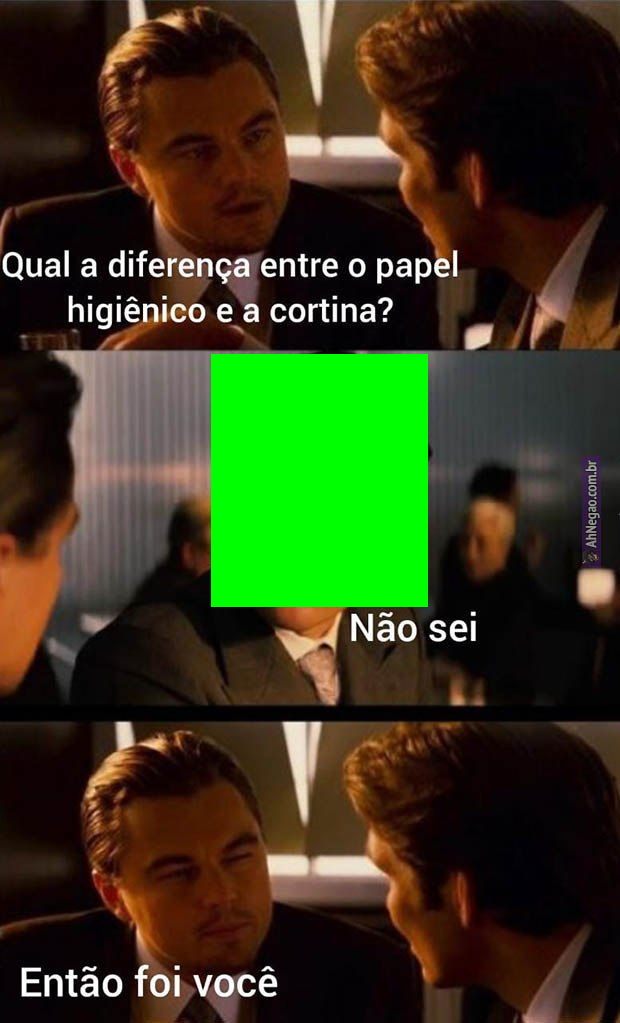 Qual a diferença entre o papel
higiênico e a cortina?
AhNegao.com.br
Não sei
Então foi você